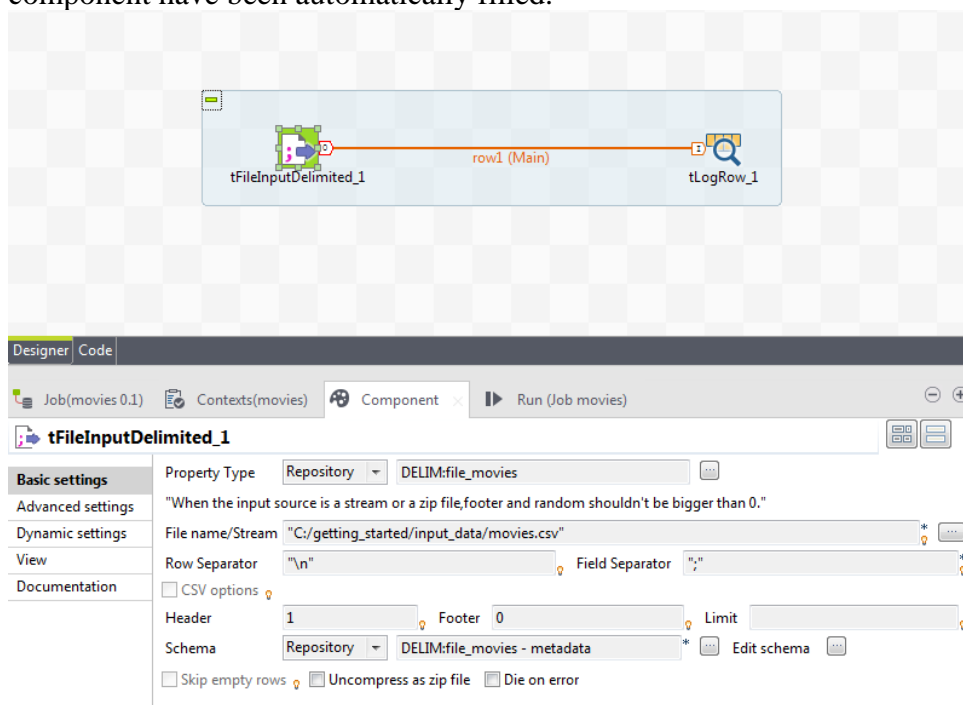 component have been automatically filled.
row1 (Main)
tFileInputDelimited_1 tLogRow_1
Designer Code
Job(movies 0.1) Contexts(movies) Component Run (Job movies)
tFileInputDelimited_1
Basic settings
Advanced settings
Dynamic settings
View
Documentation
Property Type Repository DELIM:file_movies
"When the input source is a stream or a zip file,footer and random shouldn't be bigger than 0."
File name/Stream "C:/getting_started/input_data/movies.csv" *
Row Separator "\n" Field Separator ";" *
CSV options
Header 1 Footer 0 Limit
Schema Repository DELIM:file_movies - metadata * Edit schema
Skip empty rows Uncompress as zip file Die on error